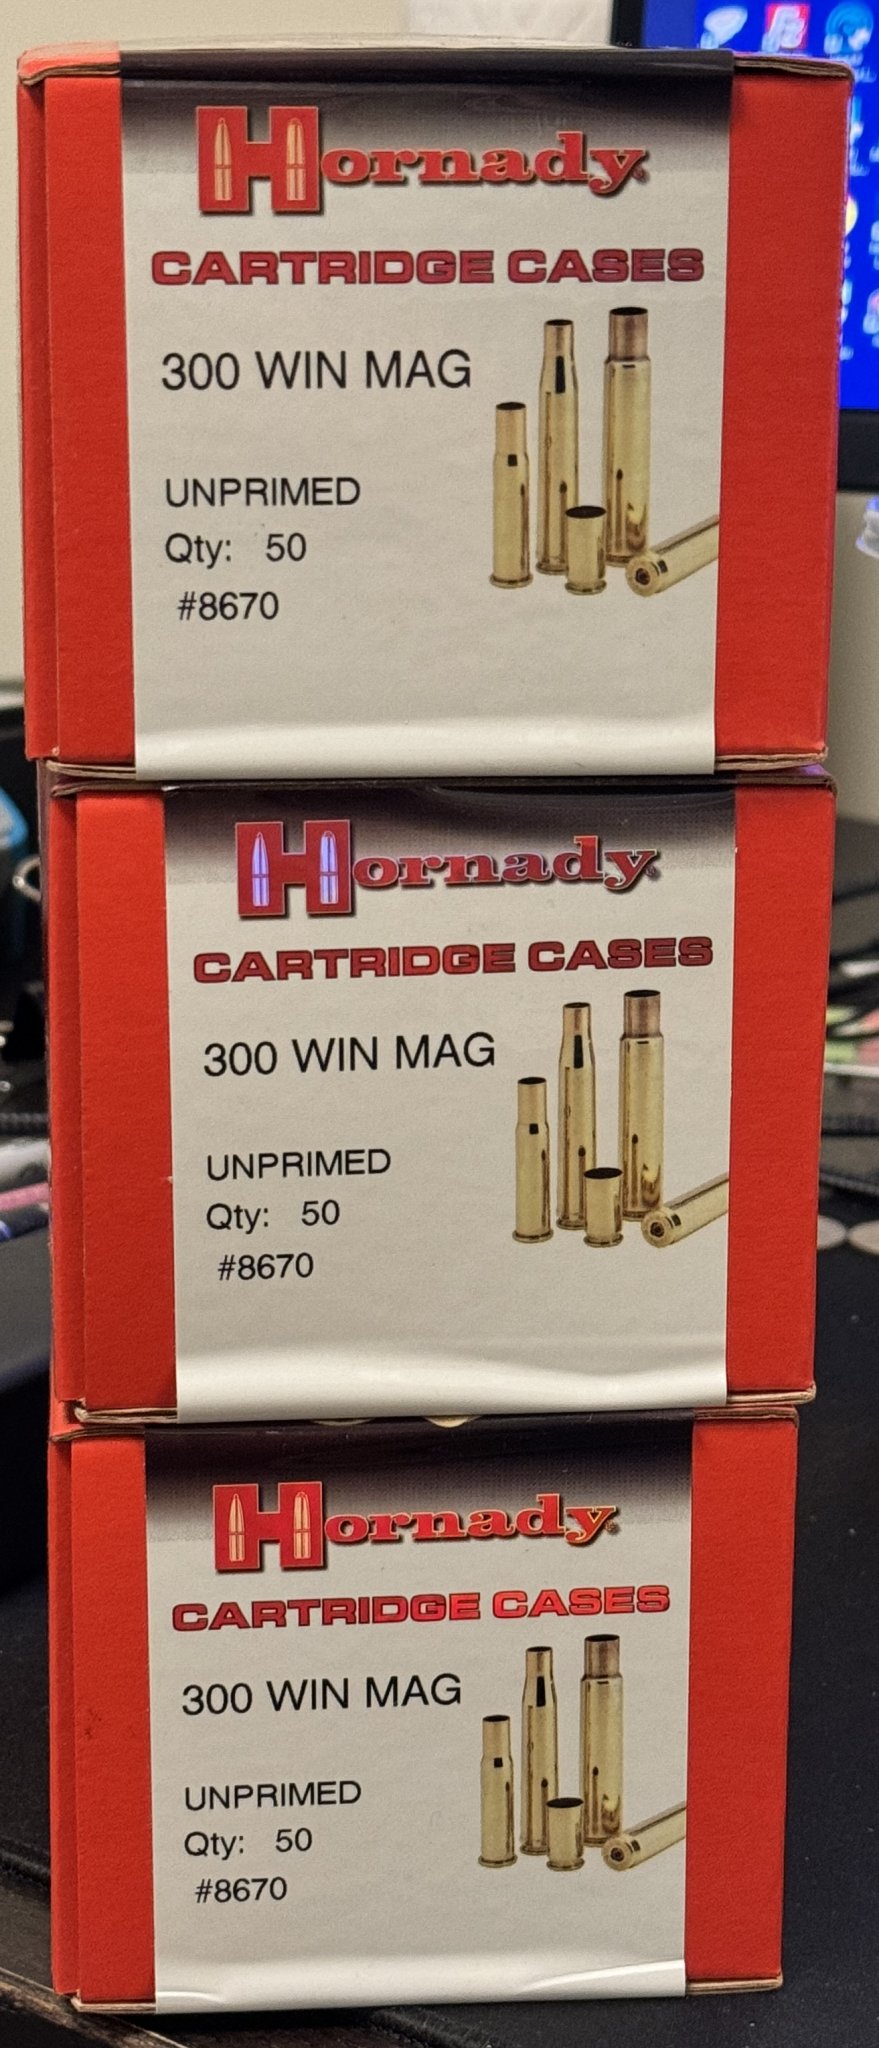 Hornady
CARTRIDGE CASES
300 WIN MAG
UNPRIMED
Qty: 50
#8670
Hornady
CARTRIDGE CASES
300 WIN MAG
UNPRIMED
Qty: 50
#8670
Hornady
CARTRIDGE CASES
300 WIN MAG
UNPRIMED
Qty: 50
#8670